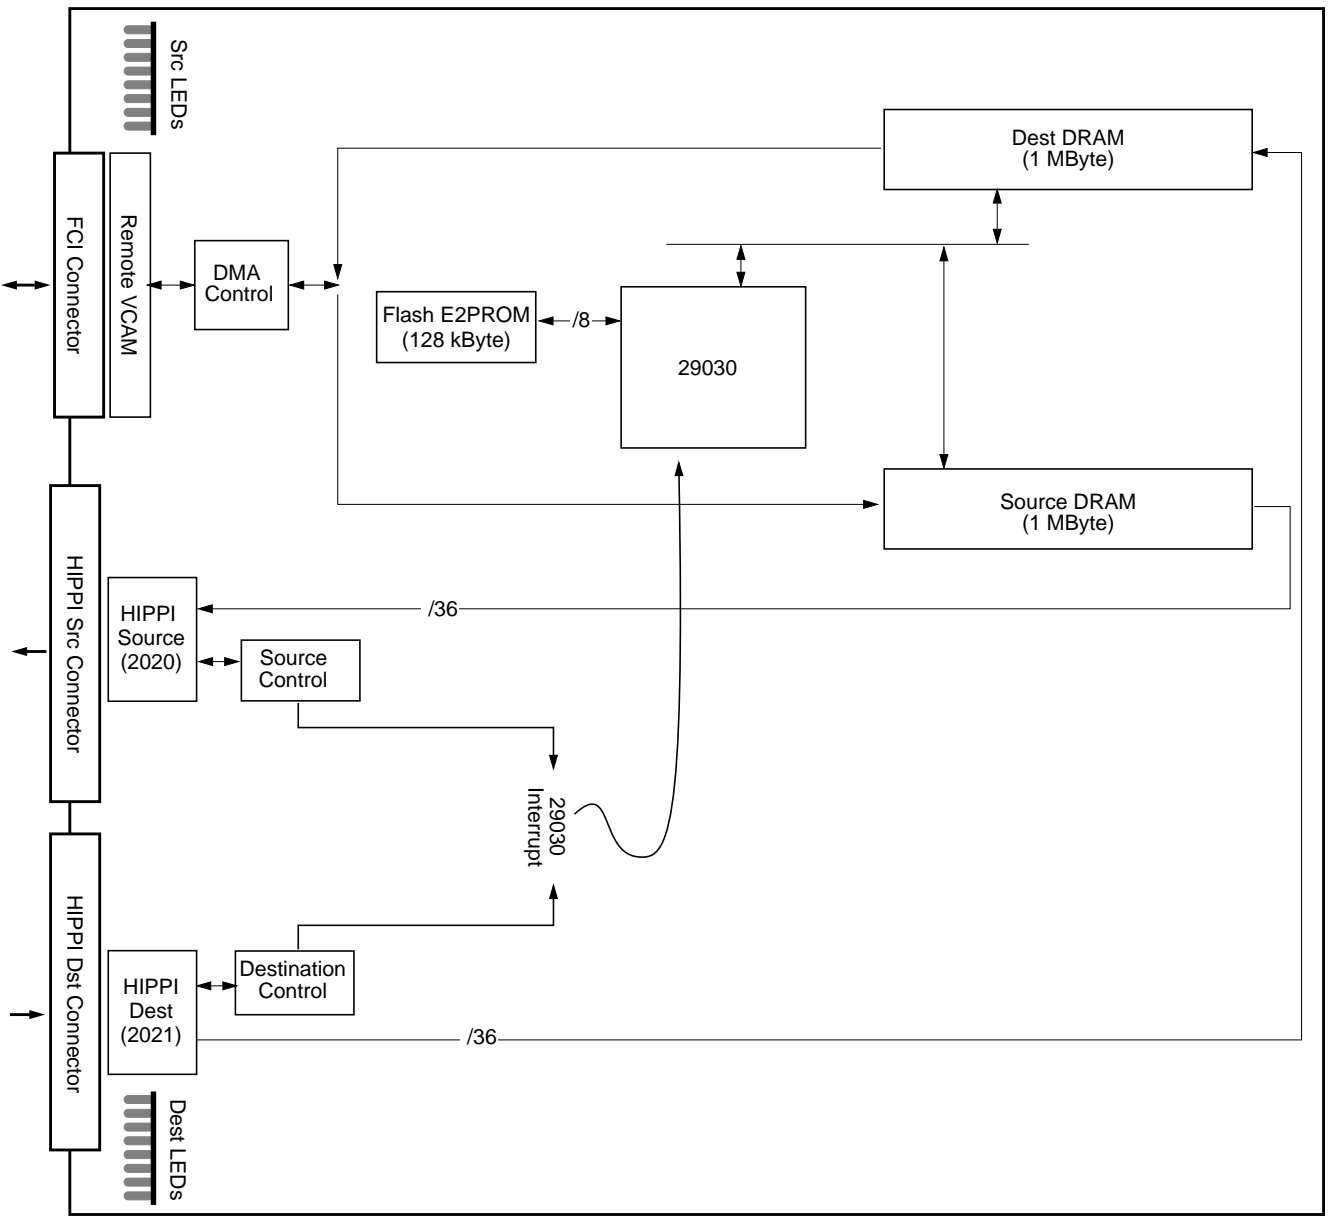 Src LEDs
Dest DRAM
(1 MByte)
FCI Connector
Remote VCAM
DMA
Control
Flash E2PROM
(128 kByte)
/8
29030
Source DRAM
(1 MByte)
HIPPI Src Connector
HIPPI
Source
(2020)
/36
Source
Control
29030
Interrupt
HIPPI Dst Connector
HIPPI
Dest
(2021)
Destination
Control
/36
Dest LEDs